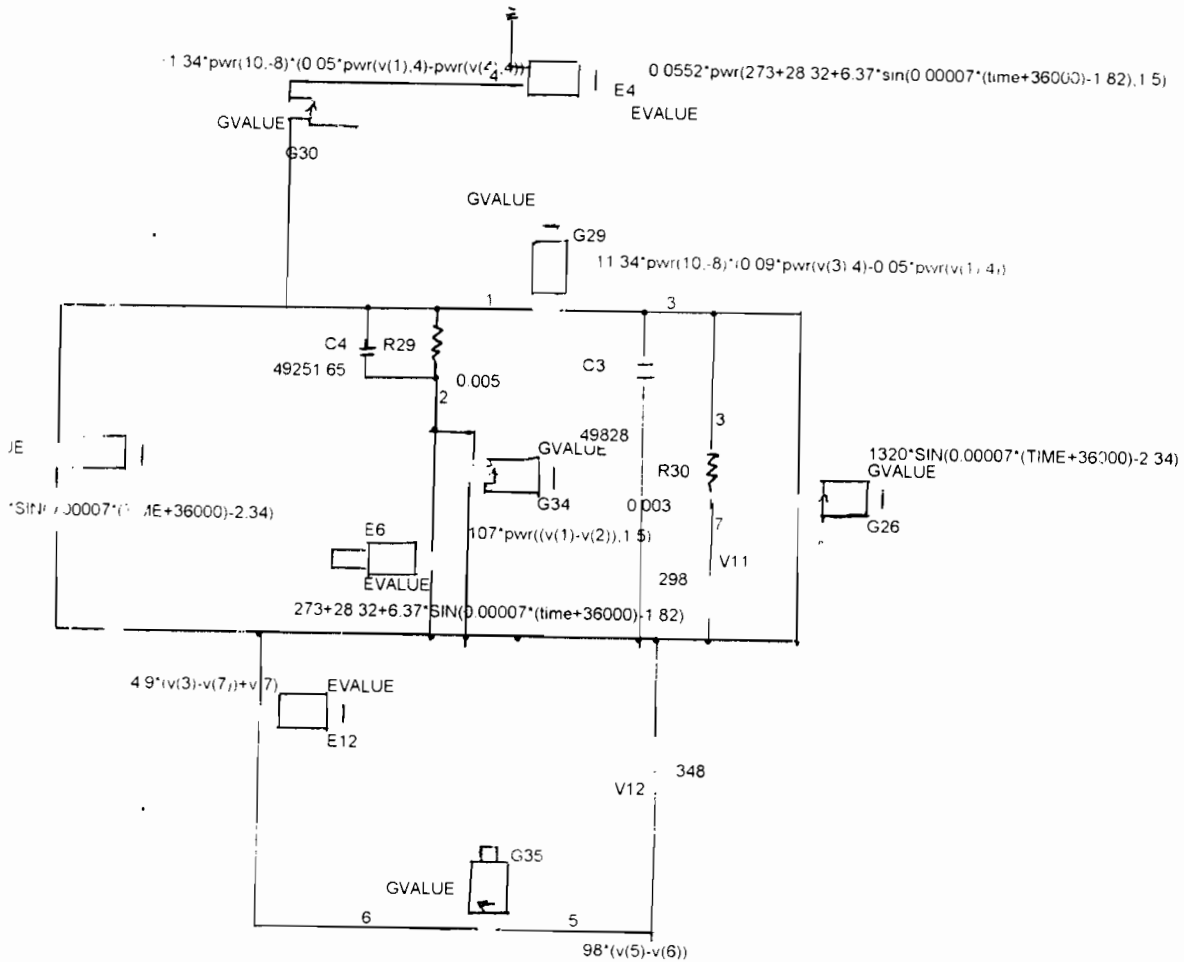 1 34*pwr(10,-8)*(0 05*pwr(v(1),4)-pwr(v(4),4))
4
E4
0 0552*pwr(273+28 32+6.37*sin(0 00007*(time+36000)-1 82),1 5)
EVALUE
GVALUE
G30
GVALUE
G29
11 34*pwr(10,-8)*(0 09*pwr(v(3) 4)-0 05*pwr(v(1) 4))
1
3
C4
R29
49251 65
0.005
C3
2
3
49828
GVALUE
1320*SIN(0.00007*(TIME+36000)-2 34)
GVALUE
R30
G34
0 003
G26
-2.34)
E6
107*pwr((v(1)-v(2)),1 5)
7
V11
298
EVALUE
273+28 32+6.37*SIN(0.00007*(time+36000)-1 82)
4 9*(v(3)-v(7))+v(7)
EVALUE
E12
348
V12
G35
GVALUE
6
5
98*(v(5)-v(6))